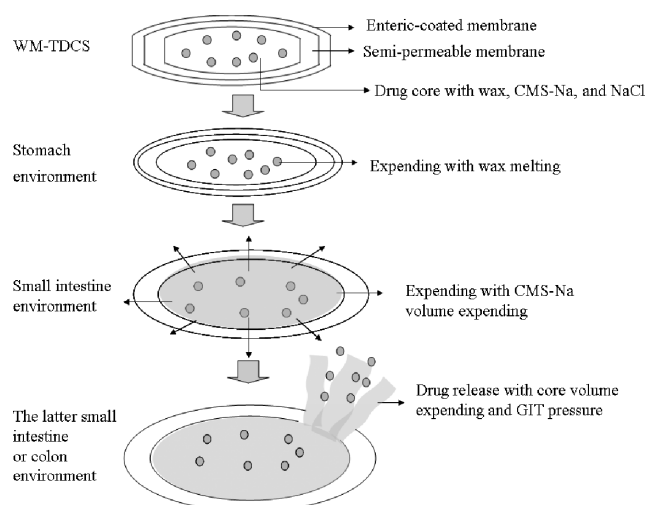 WM-TDCS
Enteric-coated membrane
Semi-permeable membrane
Drug core with wax, CMS-Na, and NaCl
Stomach
environment
Expending with wax melting
Small intestine
environment
Expending with CMS-Na
volume expending
Drug release with core volume
expending and GIT pressure
The latter small
intestine
or colon
environment